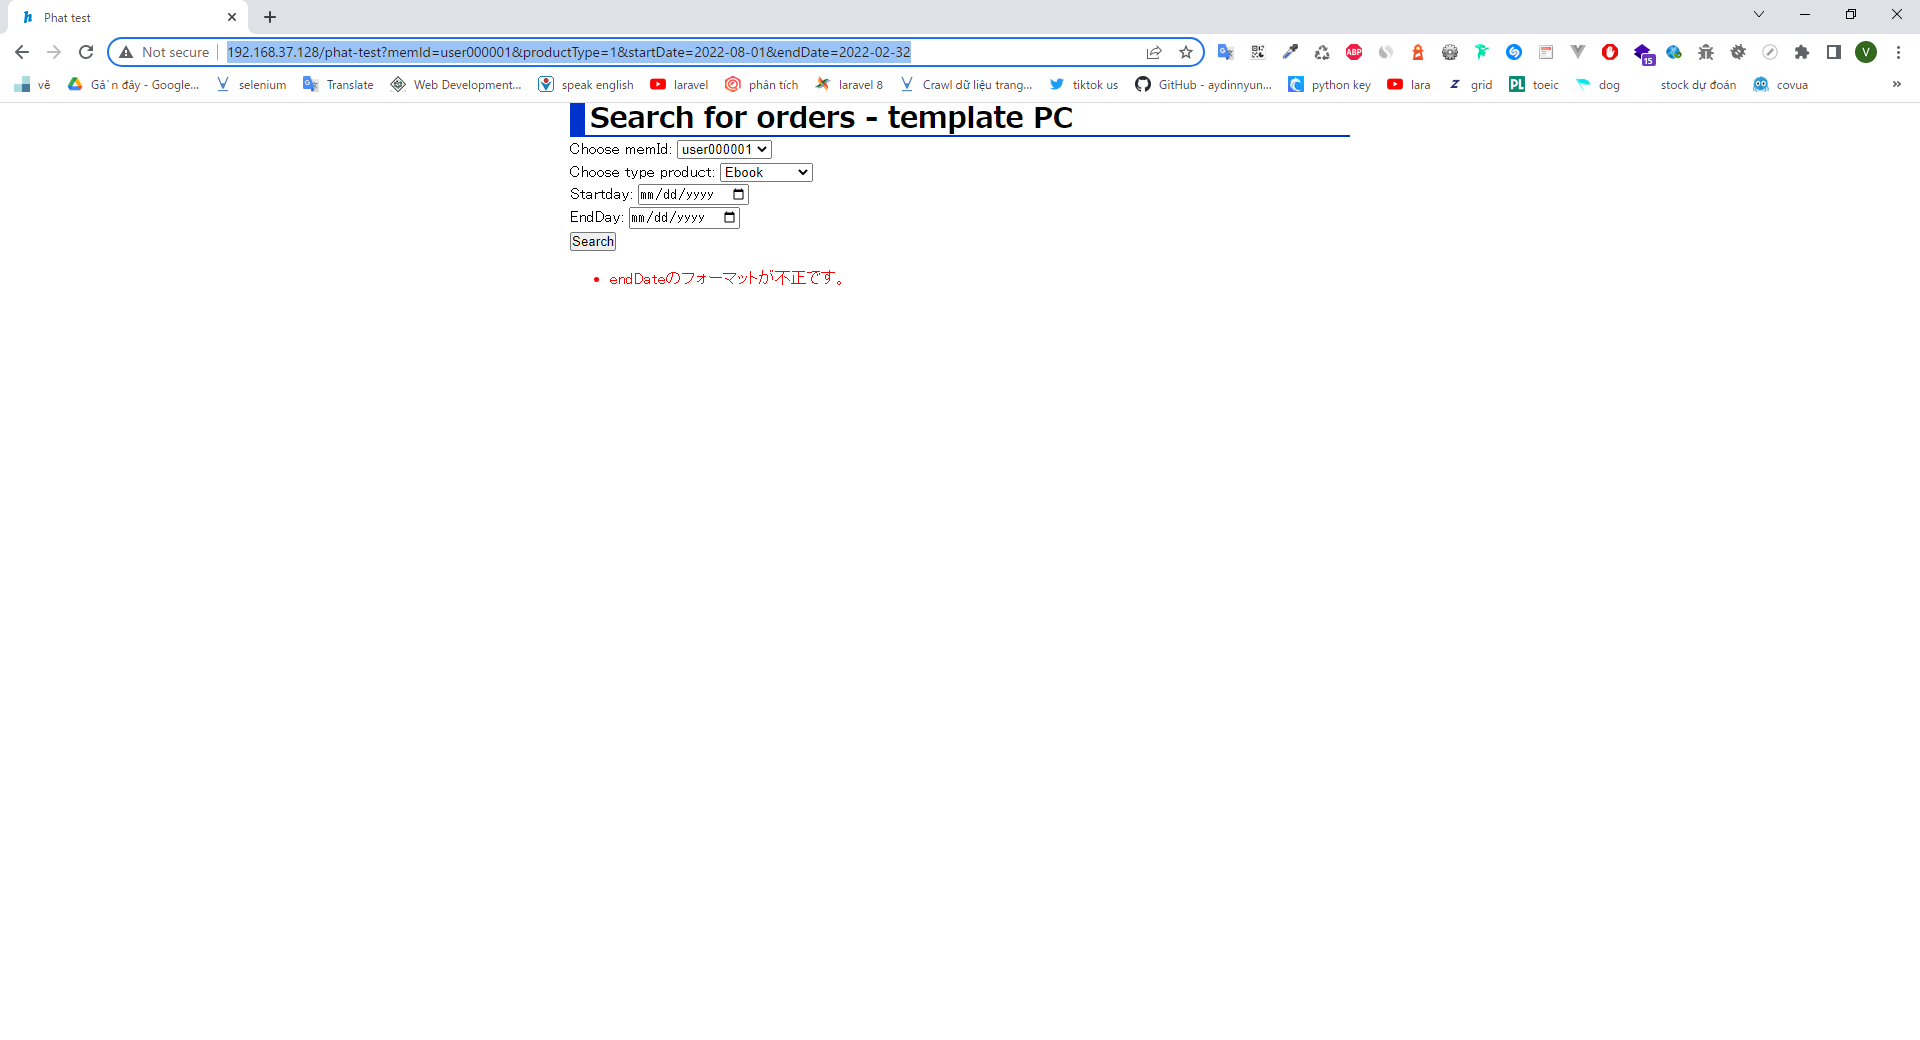 Phat test
Not secure
192.168.37.128/phat-test?memId=user000001&productType=1&startDate=2022-08-01&endDate=2022-02-32
ABP
15
V
vẽ
Gần đây - Google...
selenium
Translate
Web Development...
speak english
laravel
phân tích
laravel 8
Crawl dữ liệu trang...
tiktok us
GitHub - aydinnyun...
python key
lara
grid
PL
toeic
dog
stock dự đoán
covua
»
Search for orders - template PC
Choose memId: user000001
Choose type product: Ebook
Startday: mm/dd/yyyy
EndDay: mm/dd/yyyy
Search
• endDateのフォーマットが不正です。